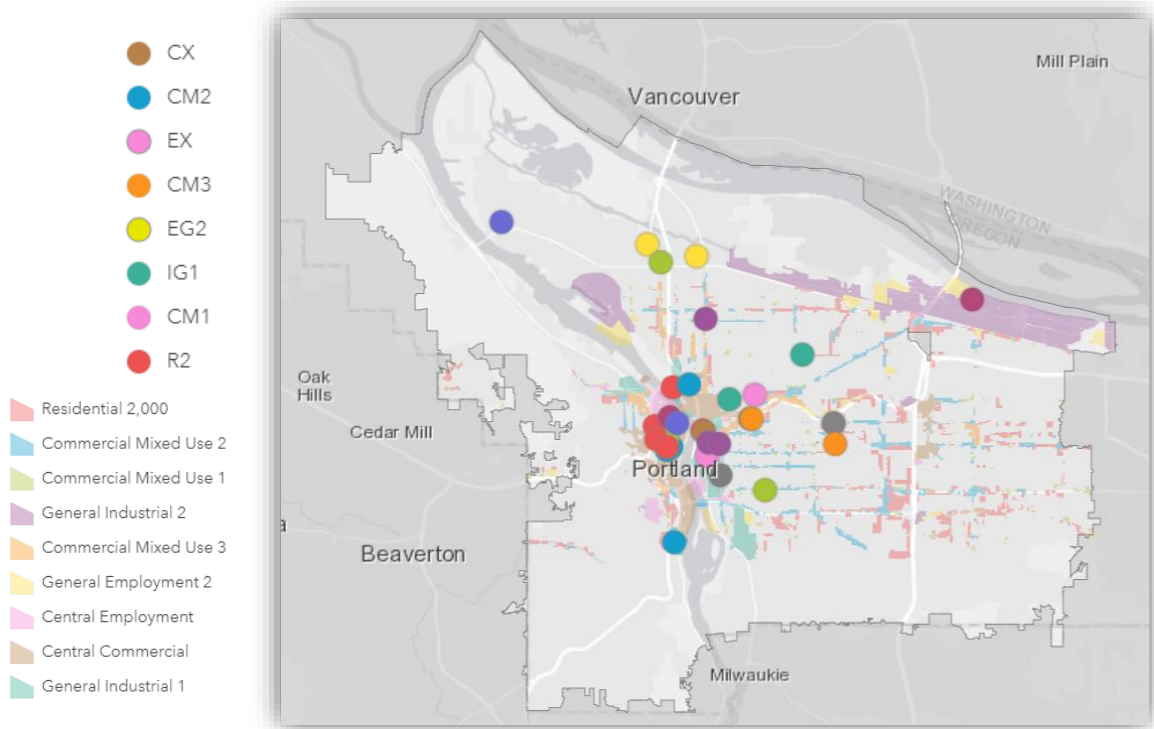 CX
CM2
EX
CM3
EG2
IG1
CM1
R2
Residential 2,000
Commercial Mixed Use 2
Commercial Mixed Use 1
General Industrial 2
Commercial Mixed Use 3
General Employment 2
Central Employment
Central Commercial
General Industrial 1
Mill Plain
Vancouver
WASHINGTON
OREGON
Oak
Hills
Cedar Mill
Portland
Beaverton
Milwaukie